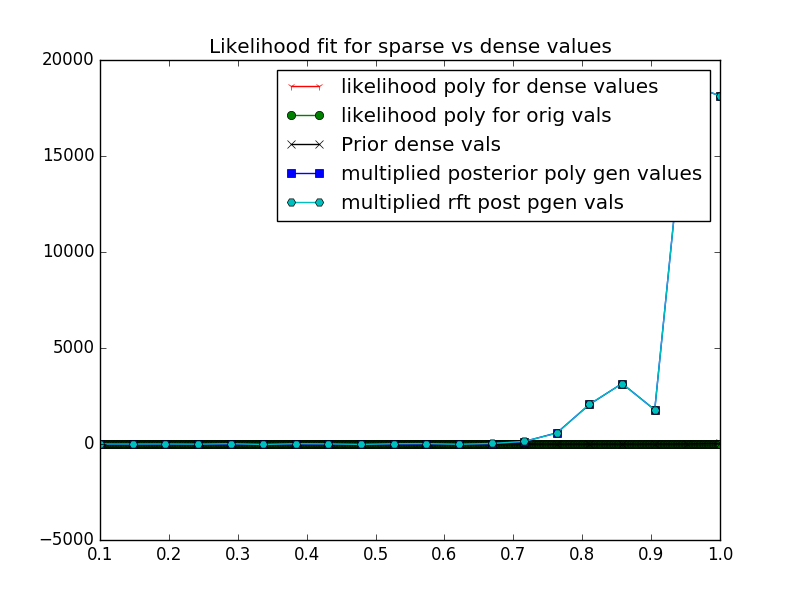 Likelihood fit for sparse vs dense values
20000
15000
10000
5000
0
−5000
likelihood poly for dense values
likelihood poly for orig vals
Prior dense vals
multiplied posterior poly gen values
multiplied rft post pgen vals
0.1 0.2 0.3 0.4 0.5 0.6 0.7 0.8 0.9 1.0